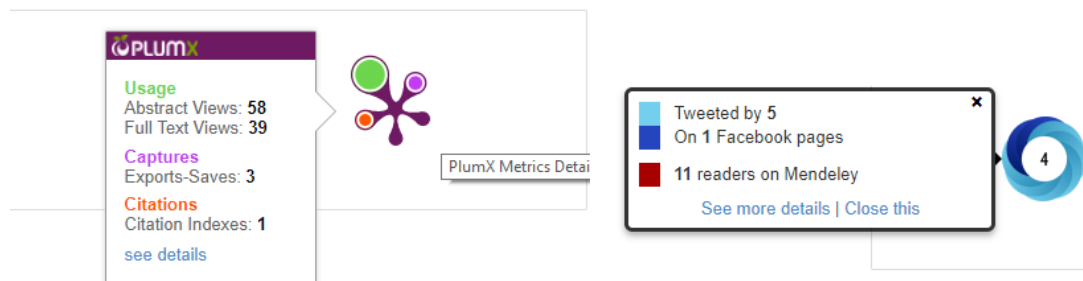 PLUMX
Usage
Abstract Views: 58
Full Text Views: 39
Captures
Exports-Saves: 3
Citations
Citation Indexes: 1
see details
PlumX Metrics Detai
×
Tweeted by 5
On 1 Facebook pages
11 readers on Mendeley
See more details | Close this
4